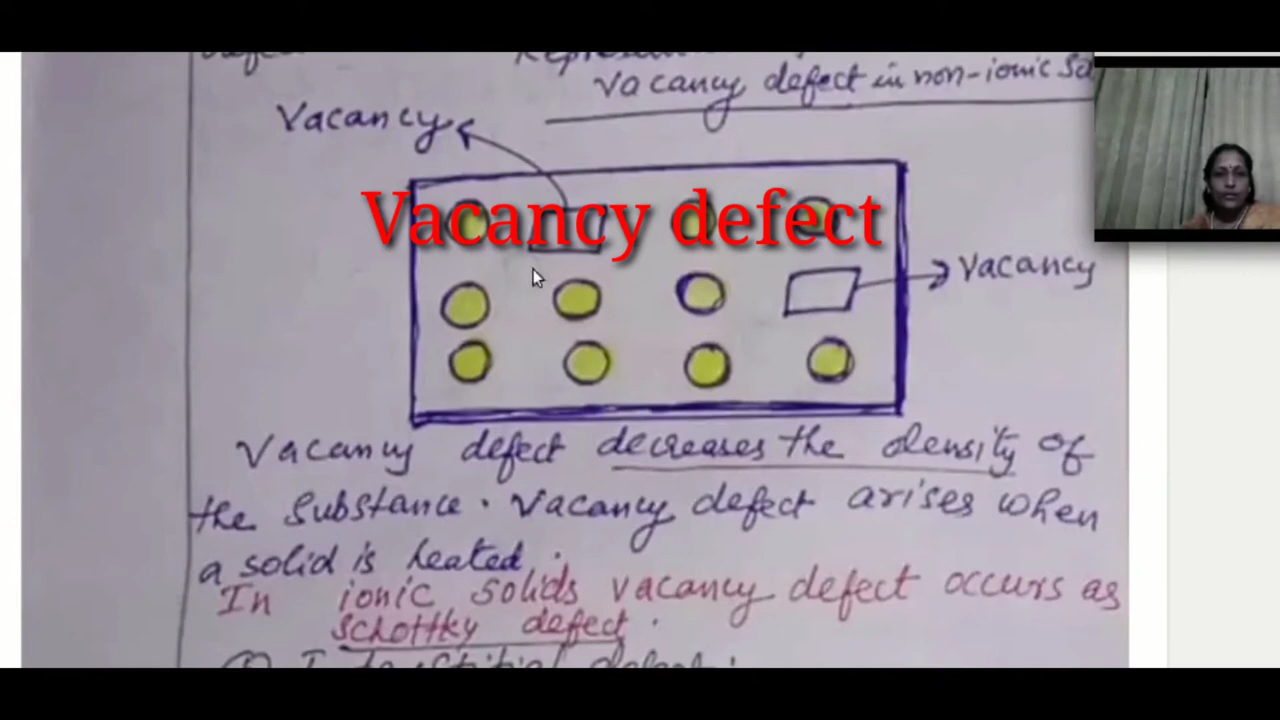 vacancy defect in non-ionic
Vacancy
Vacancy defect
Vacancy
Vacancy defect decreases the density of
the substance. Vacancy defect arises when
a solid is heated.
In ionic solids vacancy defect occurs as
schottky defect.